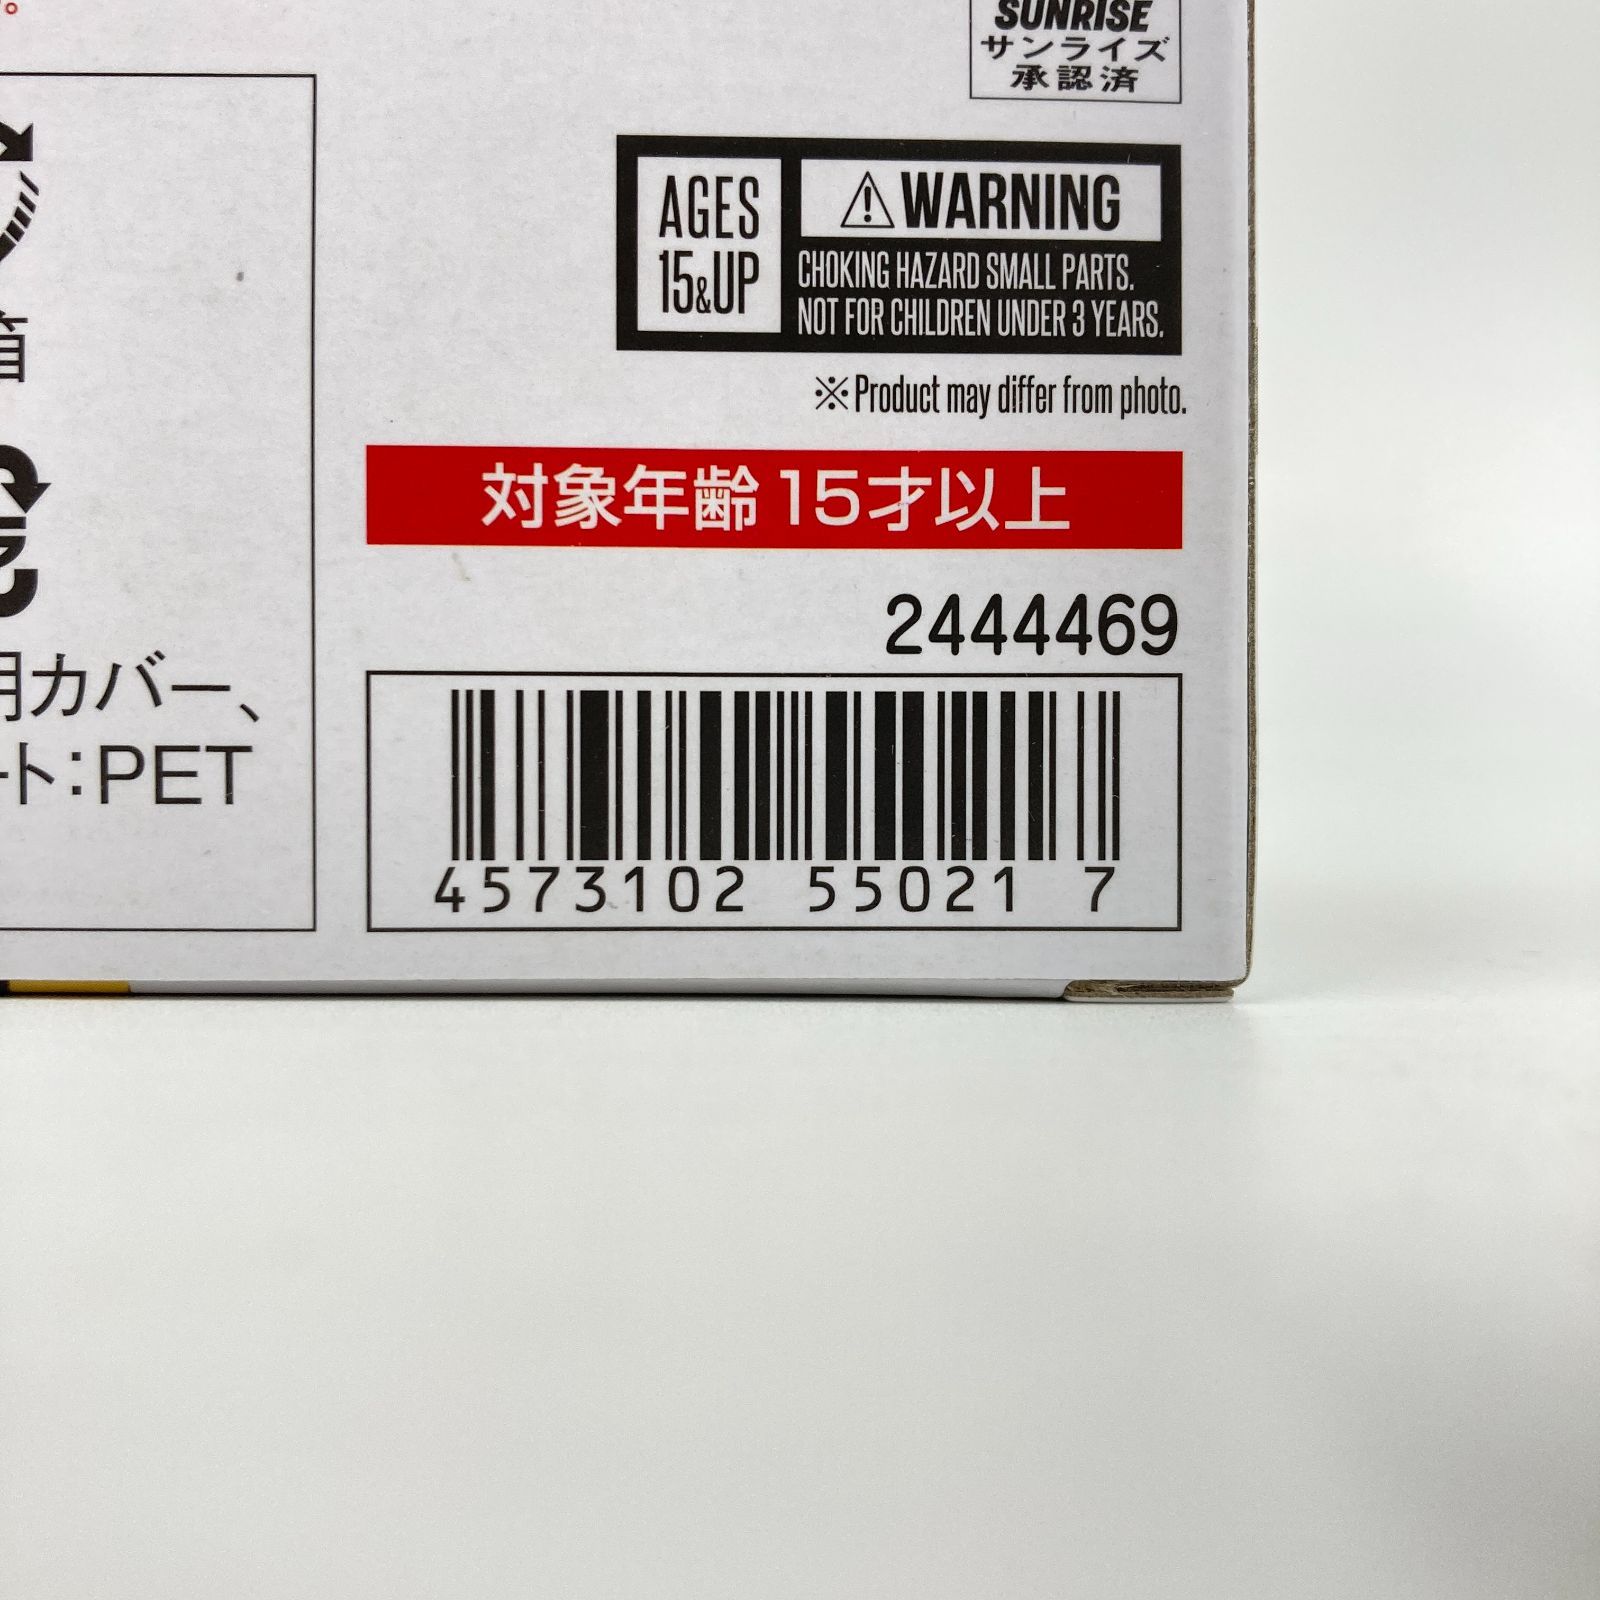 SUNRISE
サンライズ
承認済
AGES
15&UP
WARNING
CHOKING HAZARD SMALL PARTS.
NOT FOR CHILDREN UNDER 3 YEARS.
※Product may differ from photo.
対象年齢 15才以上
2444469
4573102 55021 7
箱
用カバー、
ート:PET